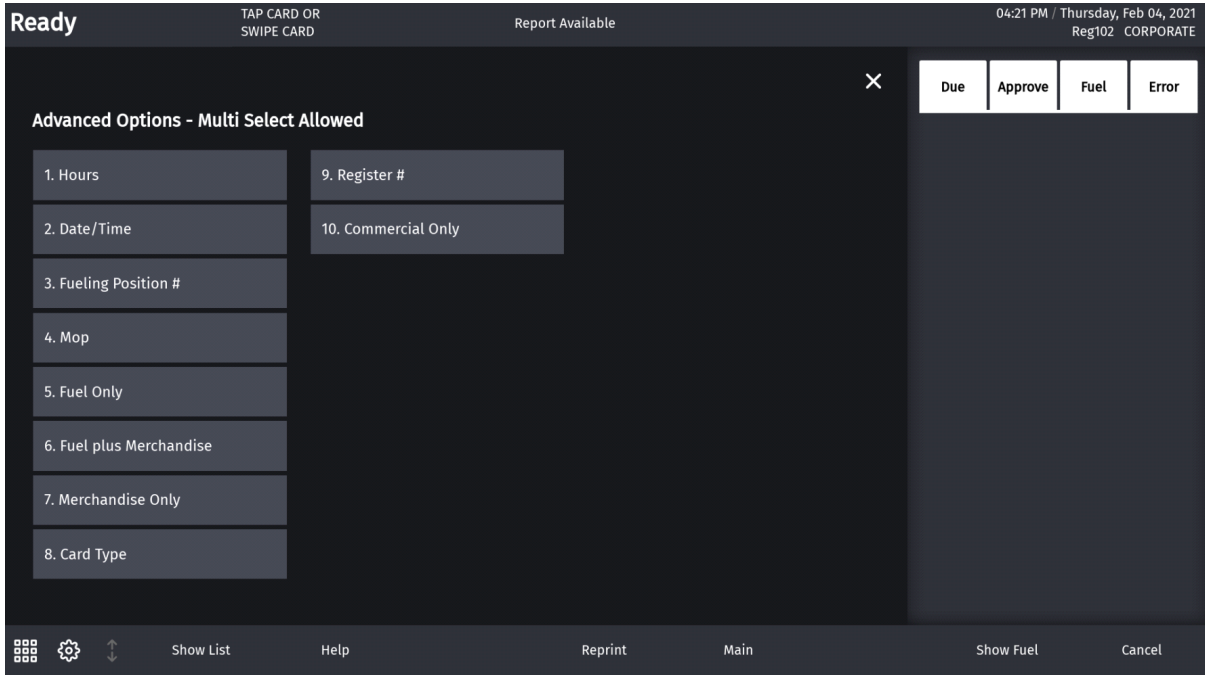 Ready
TAP CARD OR
SWIPE CARD
Report Available
04:21 PM / Thursday, Feb 04, 2021
Reg102 CORPORATE
Due
Approve
Fuel
Error
Advanced Options - Multi Select Allowed
1. Hours
2. Date/Time
3. Fueling Position #
4. Mop
5. Fuel Only
6. Fuel plus Merchandise
7. Merchandise Only
8. Card Type
9. Register #
10. Commercial Only
Show List
Help
Reprint
Main
Show Fuel
Cancel